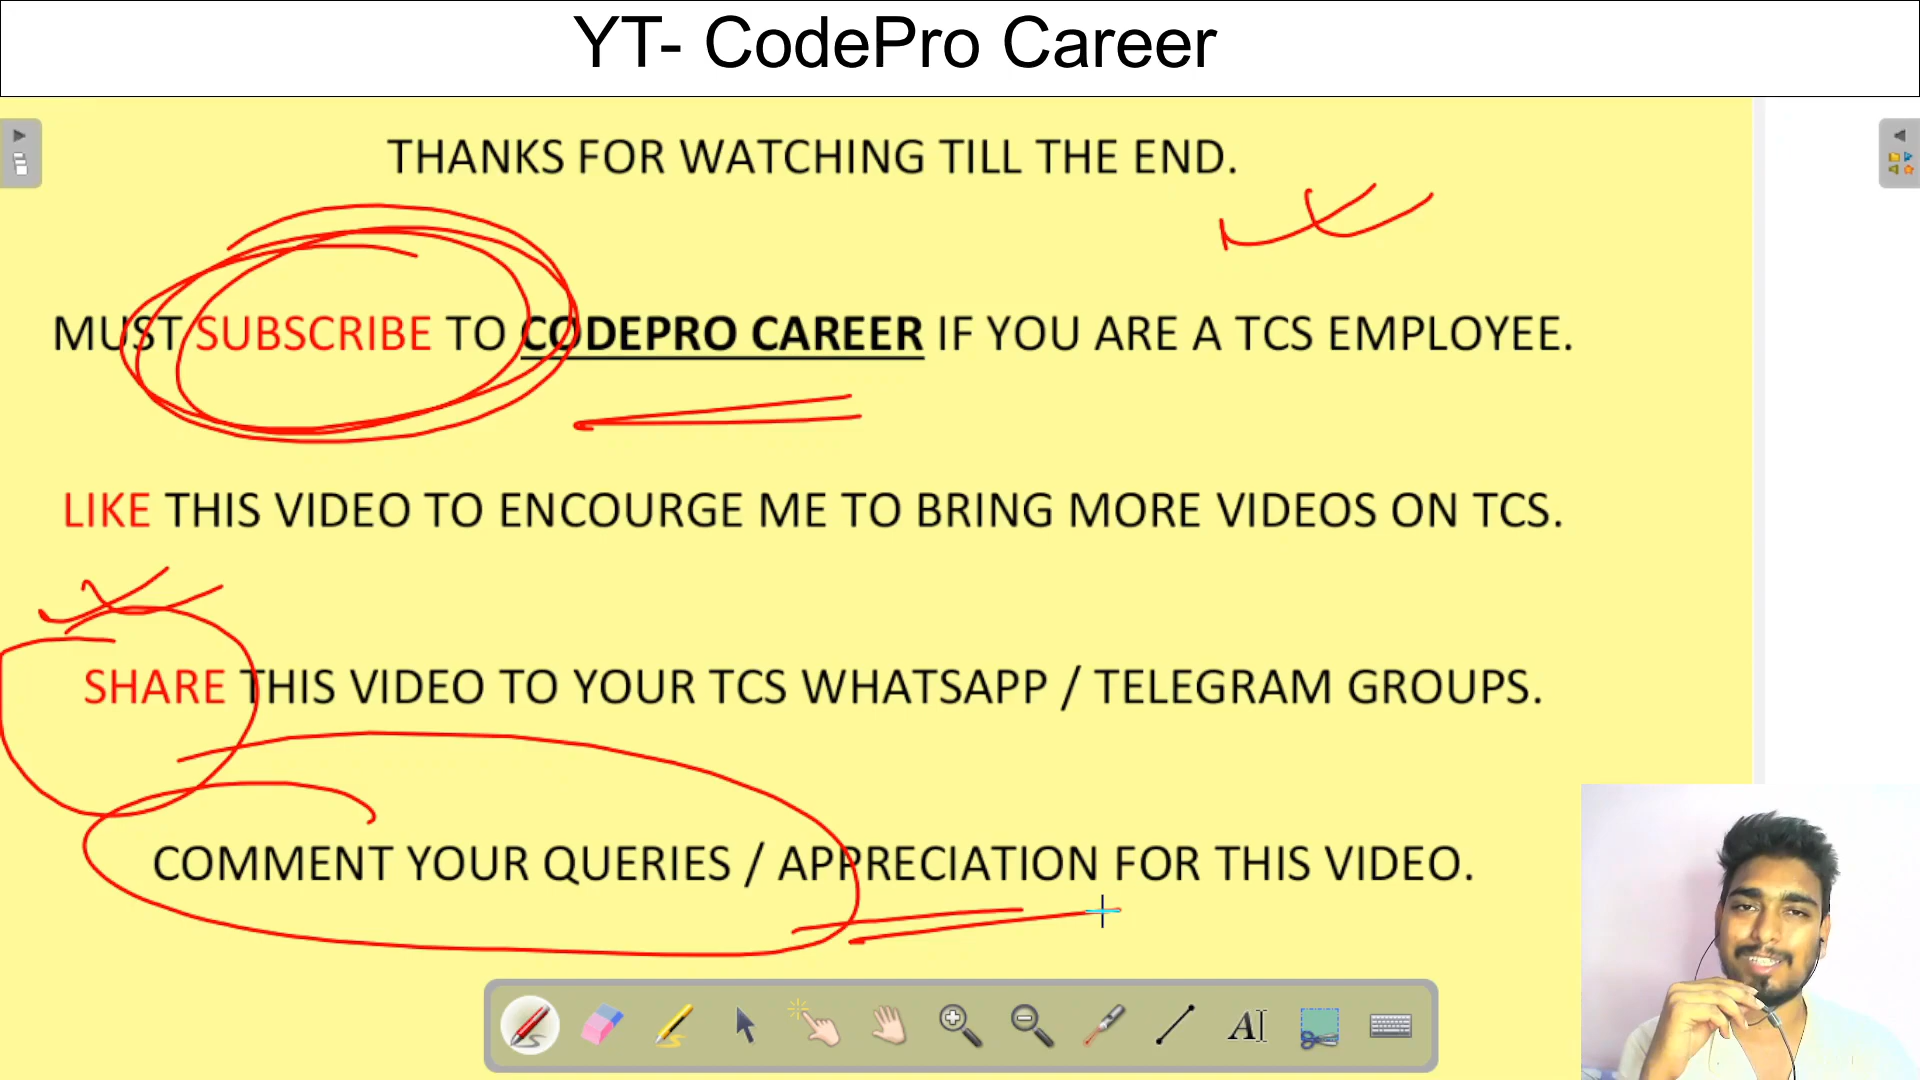 YT- CodePro Career
THANKS FOR WATCHING TILL THE END.
MUST SUBSCRIBE TO CODEPRO CAREER IF YOU ARE A TCS EMPLOYEE.
LIKE THIS VIDEO TO ENCOURGE ME TO BRING MORE VIDEOS ON TCS.
SHARE THIS VIDEO TO YOUR TCS WHATSAPP / TELEGRAM GROUPS.
COMMENT YOUR QUERIES / APPRECIATION FOR THIS VIDEO.